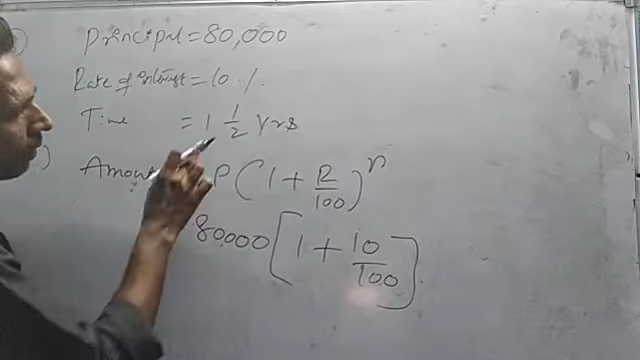 )
Principal = 80,000
Rate of interest = 10 %.
Time = 1 1/2 yrs
) Amoun P ( 1 + R/100 )^n
80,000 [ 1 + 10/100 ]